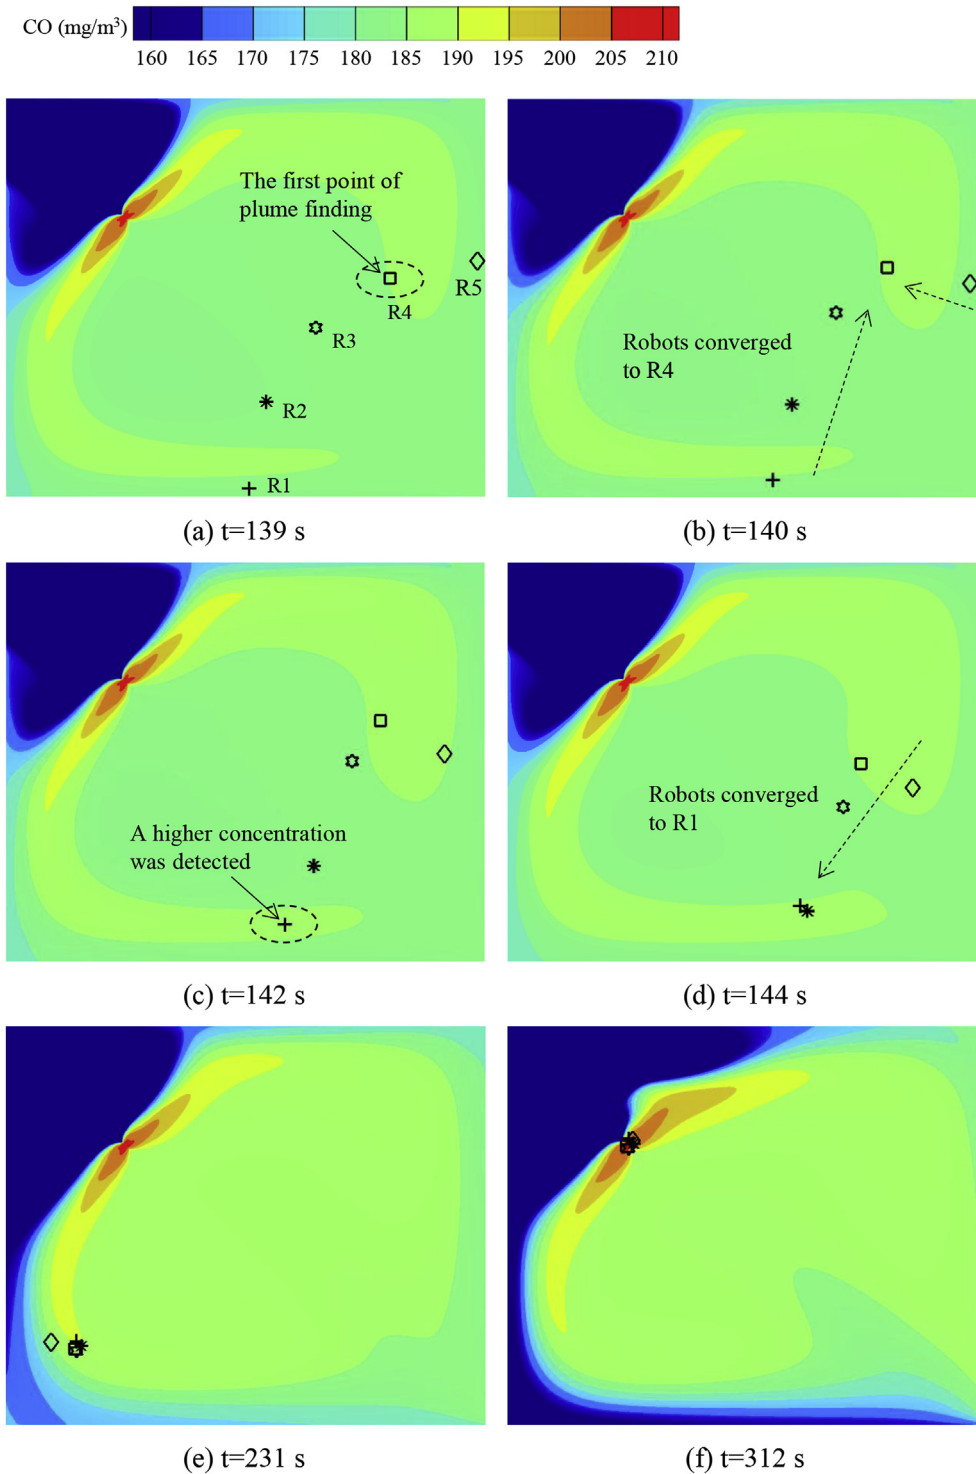 CO (mg/m³)
160 165 170 175 180 185 190 195 200 205 210
The first point of
plume finding
R5
R4
R3
R2
R1
Robots converged
to R4
(a) t=139 s
(b) t=140 s
A higher concentration
was detected
Robots converged
to R1
(c) t=142 s
(d) t=144 s
(e) t=231 s
(f) t=312 s